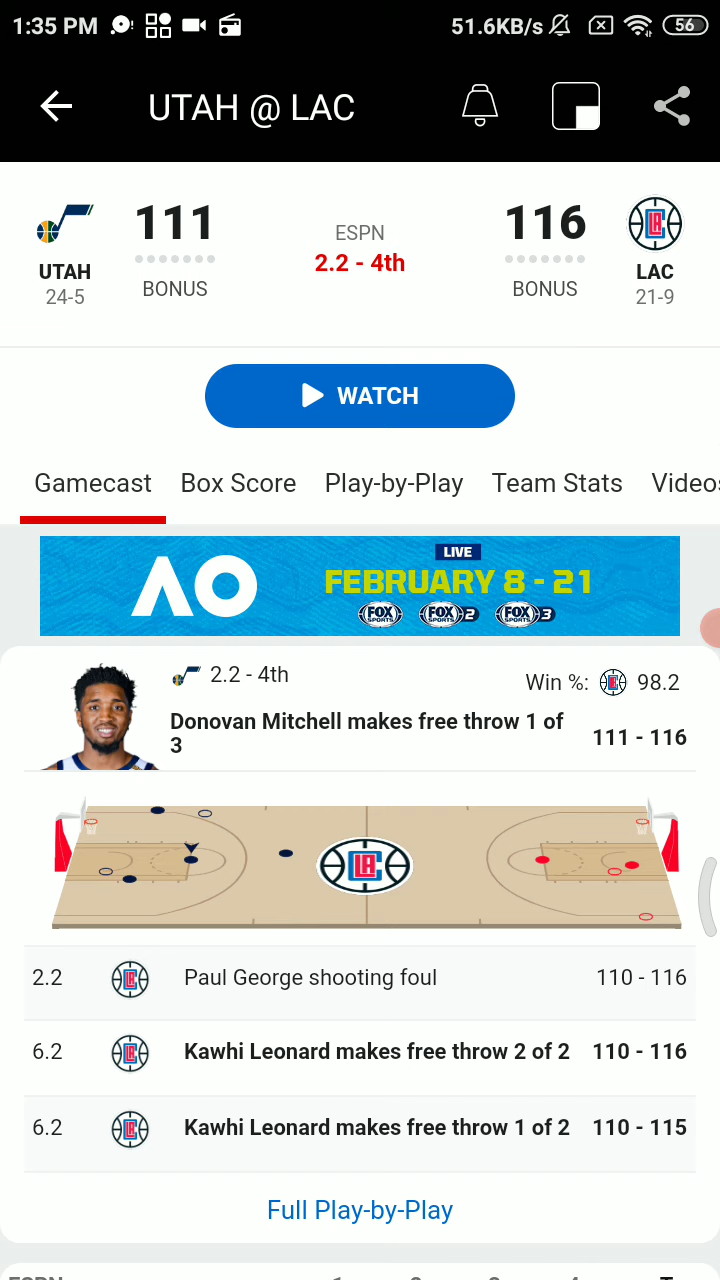 1:35 PM 51.6KB/s 56
UTAH @ LAC
111 116
ESPN
2.2 - 4th
UTAH LAC
24-5 BONUS BONUS 21-9
WATCH
Gamecast Box Score Play-by-Play Team Stats Videos
AO LIVE
FEBRUARY 8 - 21
FOX SPORTS FOX SPORTS 2 FOX SPORTS 3
2.2 - 4th Win %: 98.2
Donovan Mitchell makes free throw 1 of
3 111 - 116
2.2 Paul George shooting foul 110 - 116
6.2 Kawhi Leonard makes free throw 2 of 2 110 - 116
6.2 Kawhi Leonard makes free throw 1 of 2 110 - 115
Full Play-by-Play